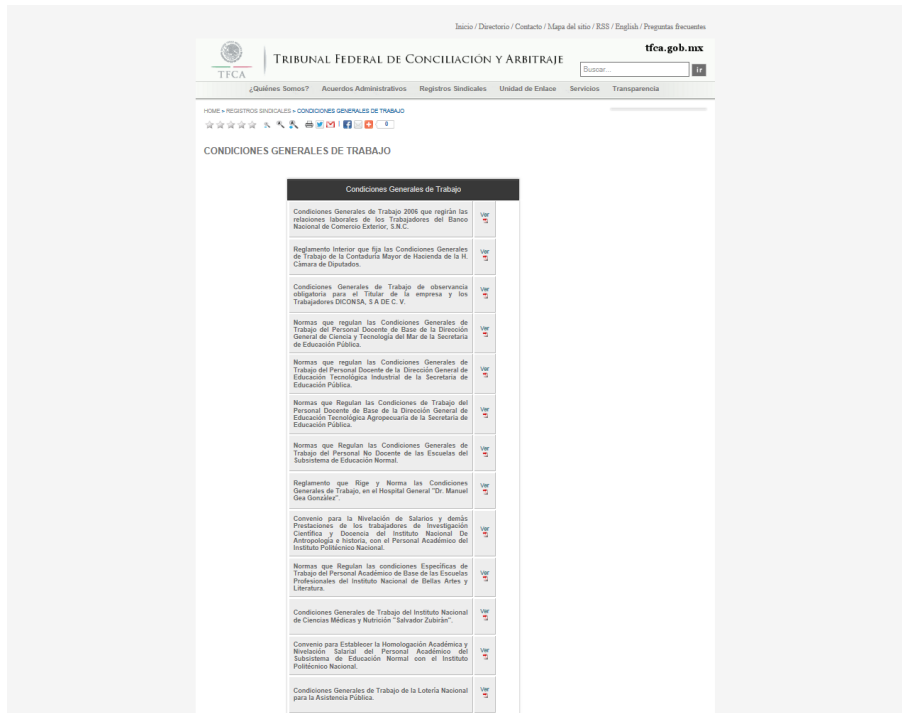 Inicio / Directorio / Contacto / Mapa del sitio / RSS / English / Preguntas frecuentes
tfca.gob.mx
TRIBUNAL FEDERAL DE CONCILIACIÓN Y ARBITRAJE
TFCA
Buscar...
ir
¿Quiénes Somos? Acuerdos Administrativos Registros Sindicales Unidad de Enlace Servicios Transparencia
HOME » REGISTROS SINDICALES » CONDICIONES GENERALES DE TRABAJO
0
CONDICIONES GENERALES DE TRABAJO
Condiciones Generales de Trabajo
Condiciones Generales de Trabajo 2006 que regirán las
relaciones laborales de los Trabajadores del Banco
Nacional de Comercio Exterior, S.N.C.
Ver
Reglamento Interior que fija las Condiciones Generales
de Trabajo de la Contaduría Mayor de Hacienda de la H.
Cámara de Diputados.
Ver
Condiciones Generales de Trabajo de observancia
obligatoria para el Titular de la empresa y los
Trabajadores DICONSA, S A DE C. V.
Ver
Normas que regulan las Condiciones Generales de
Trabajo del Personal Docente de Base de la Dirección
General de Ciencia y Tecnología del Mar de la Secretaría
de Educación Pública.
Ver
Normas que regulan las Condiciones Generales de
Trabajo del Personal Docente de la Dirección General de
Educación Tecnológica Industrial de la Secretaría de
Educación Pública.
Ver
Normas que Regulan las Condiciones de Trabajo del
Personal Docente de Base de la Dirección General de
Educación Tecnológica Agropecuaria de la Secretaría de
Educación Pública.
Ver
Normas que Regulan las Condiciones Generales de
Trabajo del Personal No Docente de las Escuelas del
Subsistema de Educación Normal.
Ver
Reglamento que Rige y Norma las Condiciones
Generales de Trabajo, en el Hospital General "Dr. Manuel
Gea González".
Ver
Convenio para la Nivelación de Salarios y demás
Prestaciones de los trabajadores de Investigación
Científica y Docencia del Instituto Nacional De
Antropología e historia, con el Personal Académico del
Instituto Politécnico Nacional.
Ver
Normas que Regulan las condiciones Específicas de
Trabajo del Personal Académico de Base de las Escuelas
Profesionales del Instituto Nacional de Bellas Artes y
Literatura.
Ver
Condiciones Generales de Trabajo del Instituto Nacional
de Ciencias Médicas y Nutrición "Salvador Zubirán".
Ver
Convenio para Establecer la Homologación Académica y
Nivelación Salarial del Personal Académico del
Subsistema de Educación Normal con el Instituto
Politécnico Nacional.
Ver
Condiciones Generales de Trabajo de la Lotería Nacional
para la Asistencia Pública.
Ver